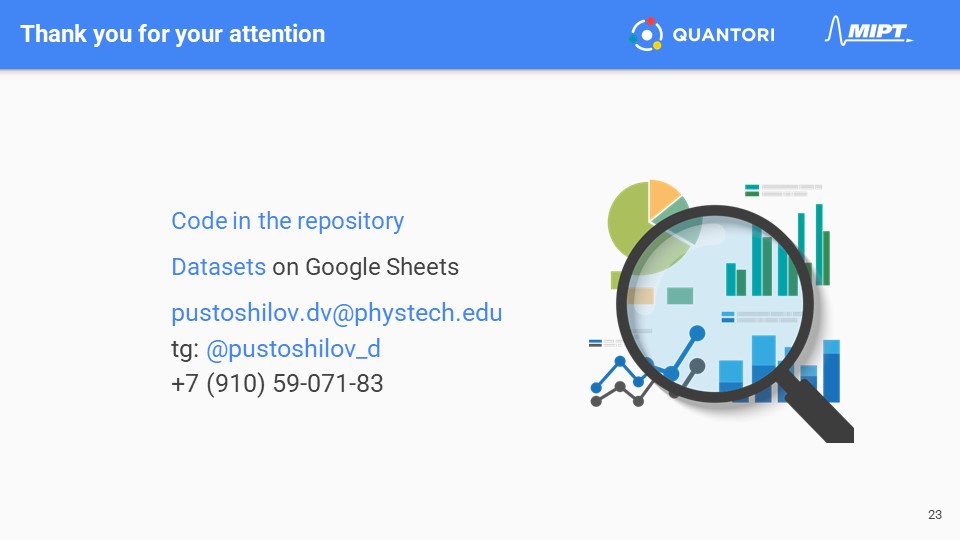 Thank you for your attention
QUANTORI
MIPT
Code in the repository
Datasets on Google Sheets
pustoshilov.dv@phystech.edu
tg: @pustoshilov_d
+7 (910) 59-071-83
23